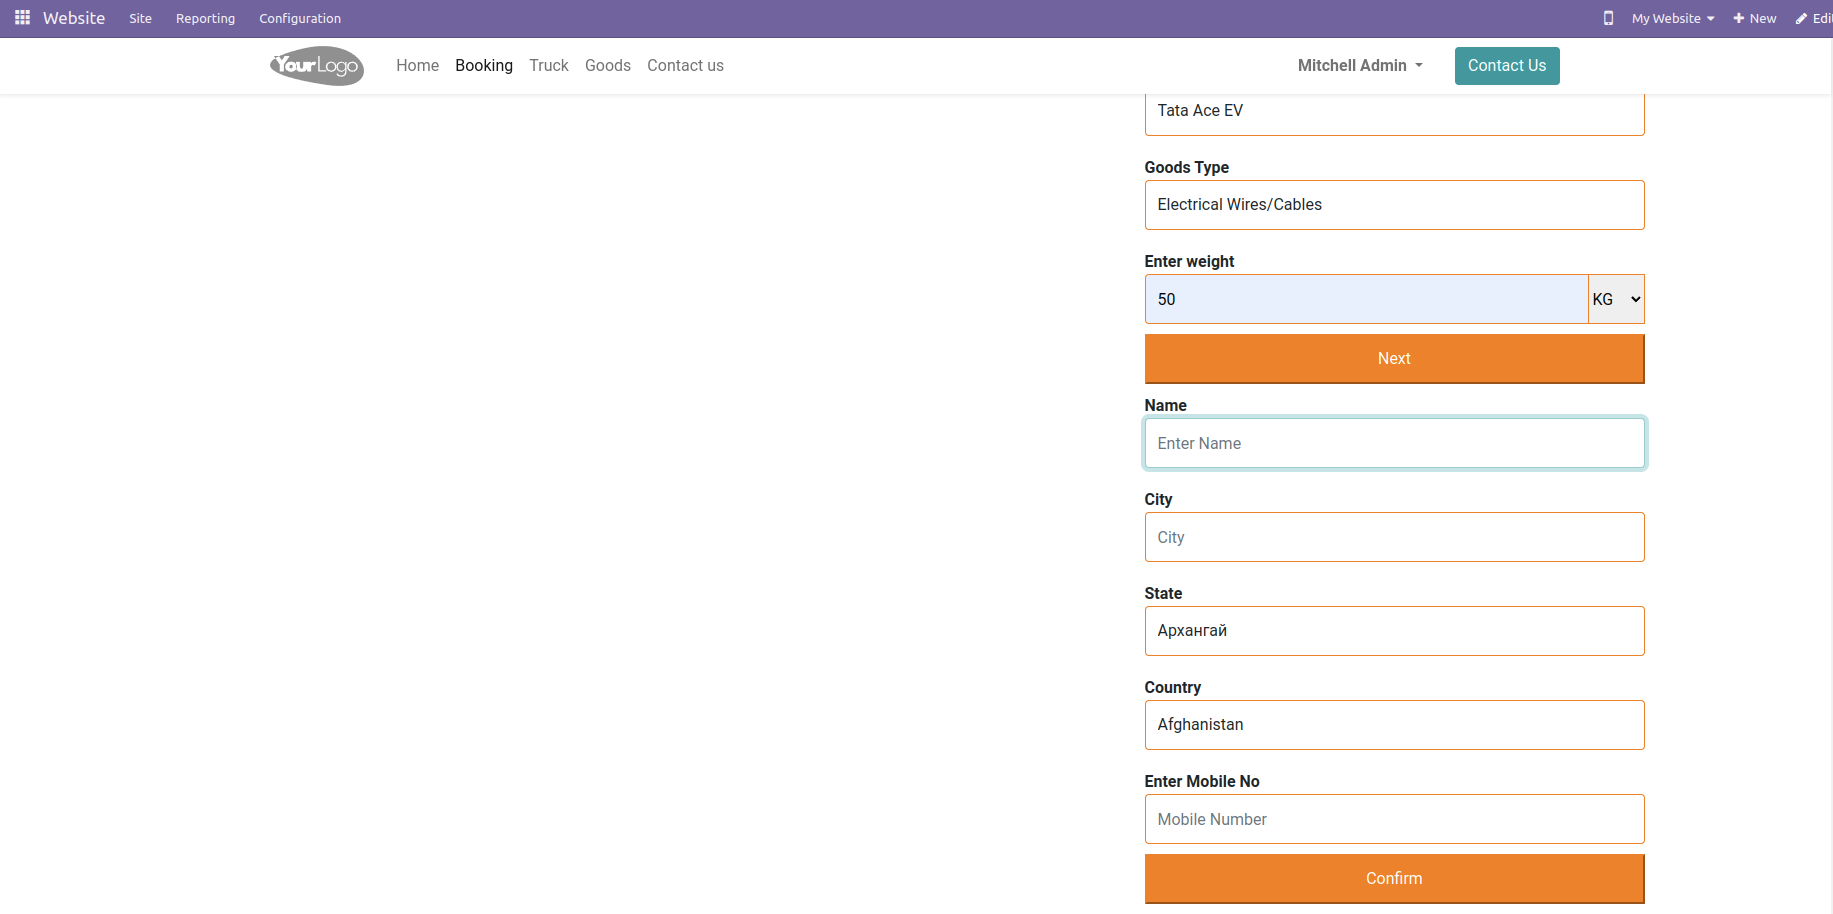 Website Site Reporting Configuration My Website New Edi
YourLogo Home Booking Truck Goods Contact us Mitchell Admin Contact Us
Tata Ace EV
Goods Type
Electrical Wires/Cables
Enter weight
50 KG
Next
Name
Enter Name
City
City
State
Архангай
Country
Afghanistan
Enter Mobile No
Mobile Number
Confirm